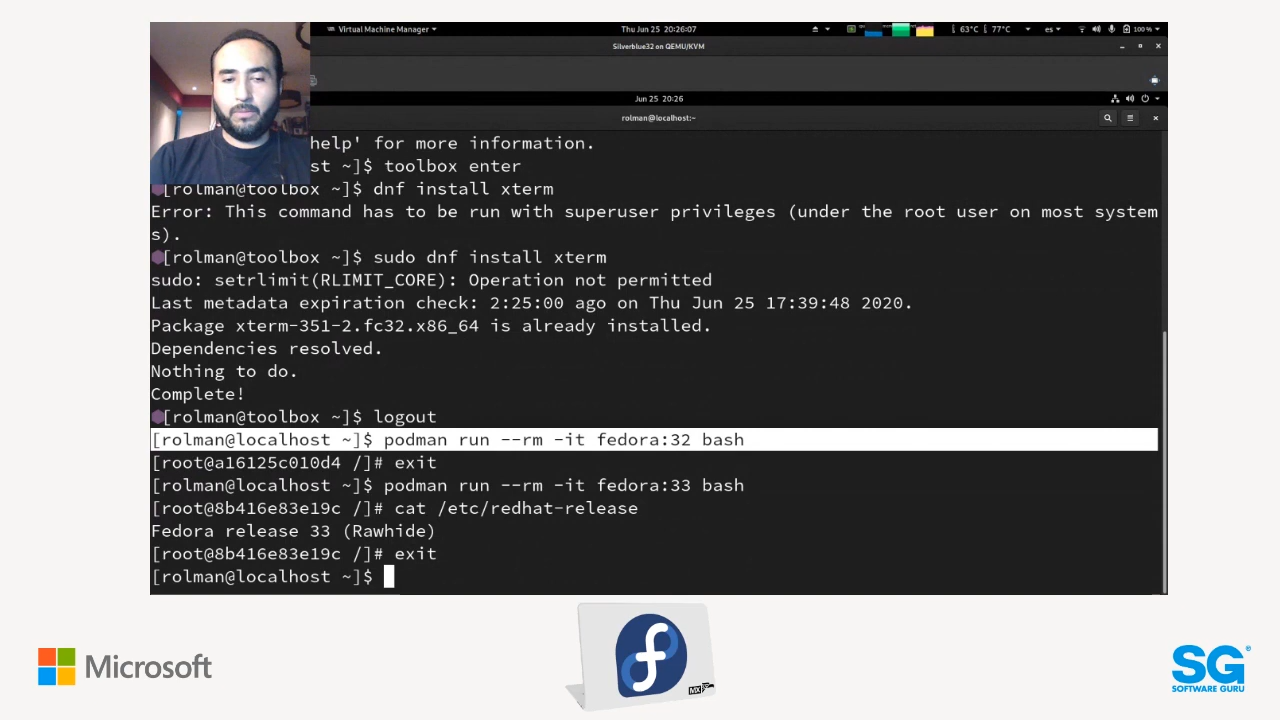 Virtual Machine Manager
Thu Jun 25 20:26:07
63°C
77°C
es
100 %
Silverblue32 on QEMU/KVM
Jun 25 20:26
rolman@localhost:~
help' for more information.
st ~]$ toolbox enter
[rolman@toolbox ~]$ dnf install xterm
Error: This command has to be run with superuser privileges (under the root user on most system
s).
[rolman@toolbox ~]$ sudo dnf install xterm
sudo: setrlimit(RLIMIT_CORE): Operation not permitted
Last metadata expiration check: 2:25:00 ago on Thu Jun 25 17:39:48 2020.
Package xterm-351-2.fc32.x86_64 is already installed.
Dependencies resolved.
Nothing to do.
Complete!
[rolman@toolbox ~]$ logout
[rolman@localhost ~]$ podman run --rm -it fedora:32 bash
[root@a16125c010d4 /]# exit
[rolman@localhost ~]$ podman run --rm -it fedora:33 bash
[root@8b416e83e19c /]# cat /etc/redhat-release
Fedora release 33 (Rawhide)
[root@8b416e83e19c /]# exit
[rolman@localhost ~]$
Microsoft
MX
SG
SOFTWARE GURU